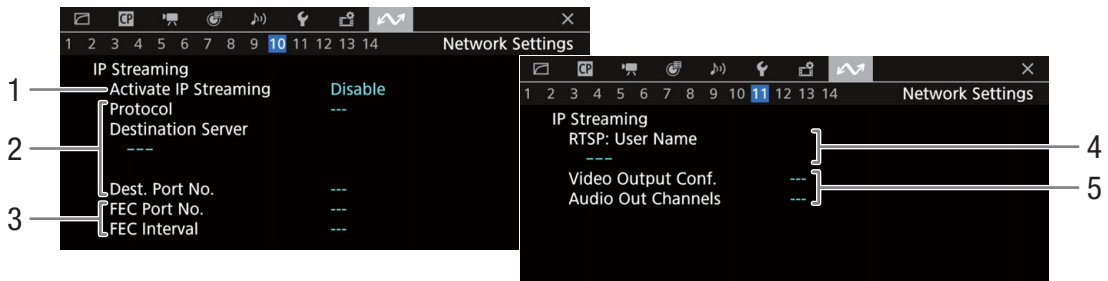 CP
1 2 3 4 5 6 7 8 9 10 11 12 13 14 Network Settings
IP Streaming
Activate IP Streaming Disable
Protocol ---
Destination Server
---
Dest. Port No. ---
FEC Port No. ---
FEC Interval ---
1
2
3
CP
1 2 3 4 5 6 7 8 9 10 11 12 13 14 Network Settings
IP Streaming
RTSP: User Name
---
Video Output Conf. ---
Audio Out Channels ---
4
5